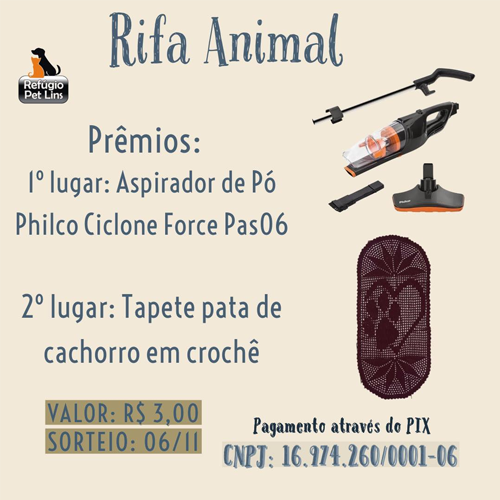 Rifa Animal
Refúgio
Pet Lins
Prêmios:
1º lugar: Aspirador de Pó
Philco Ciclone Force Pas06
2º lugar: Tapete pata de
cachorro em crochê
VALOR: R$ 3,00
SORTEIO: 06/11
Pagamento através do PIX
CNPJ: 16.974.260/0001-06